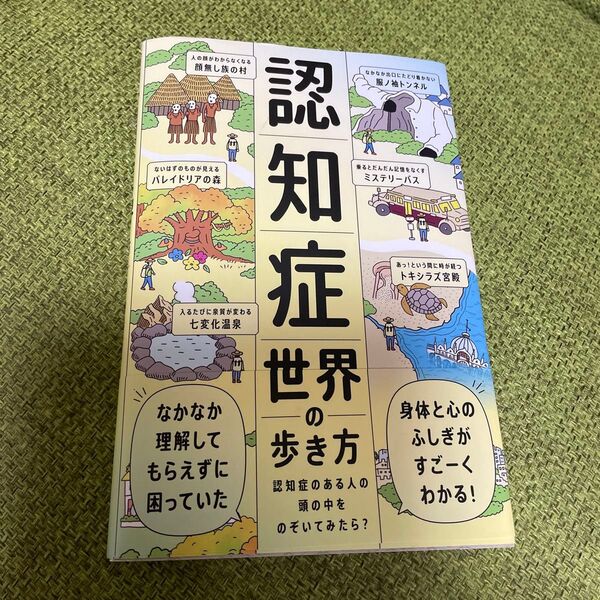 認知症
世界
の
歩き方
認知症のある人の
頭の中を
のぞいてみたら?
人の顔がわからなくなる
顔無し族の村
ないはずのものが見える
パレイドリアの森
入るたびに泉質が変わる
七変化温泉
なかなか出口にたどり着かない
服ノ袖トンネル
乗るとだんだん記憶をなくす
ミステリーバス
あっ!という間に時が経つ
トキシラズ宮殿
なかなか
理解して
もらえずに
困っていた
身体と心の
ふしぎが
すごーく
わかる!